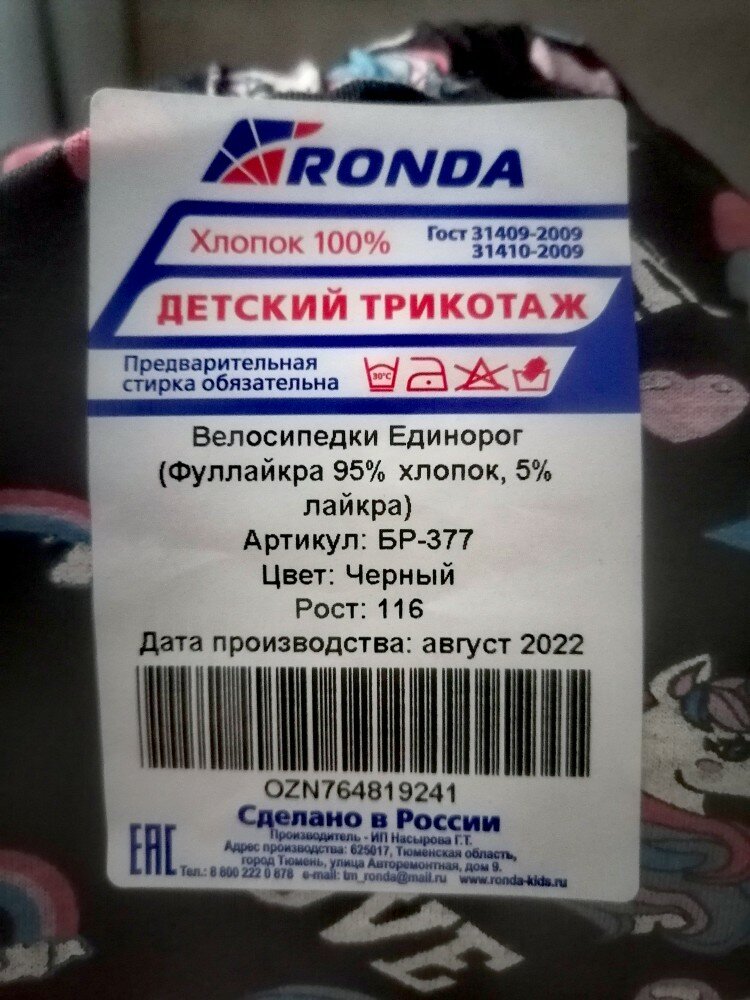 RONDA
Хлопок 100%
Гост 31409-2009
31410-2009
ДЕТСКИЙ ТРИКОТАЖ
Предварительная
стирка обязательна
30°C
Велосипедки Единорог
(Фуллайкра 95% хлопок, 5%
лайкра)
Артикул: БР-377
Цвет: Черный
Рост: 116
Дата производства: август 2022
OZN764819241
Сделано в России
EAC
Производитель - ИП Насырова Г.Т.
Адрес производства: 625017, Тюменская область,
город Тюмень, улица Авторемонтная, дом 9.
Тел.: 8 800 222 0 878 e-mail: tm_ronda@mail.ru www.ronda-kids.ru